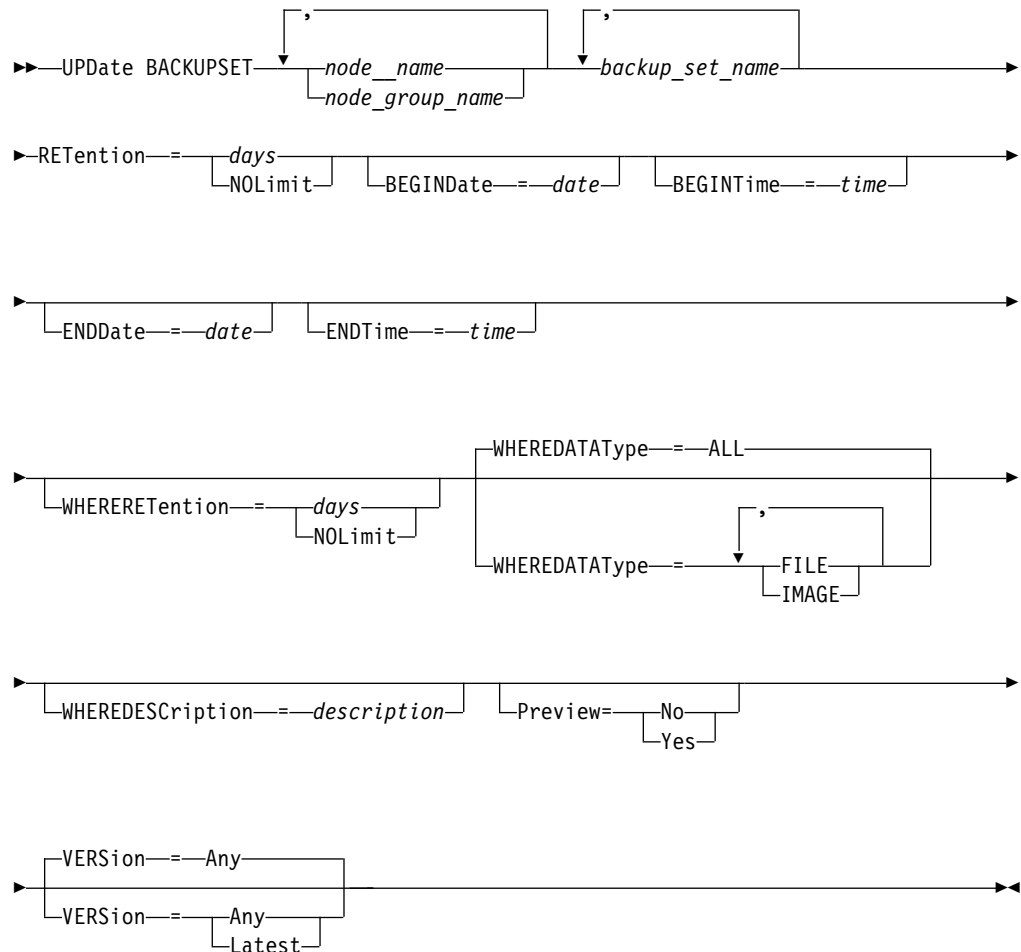 ,
,
UPDate BACKUPSET node__name backup_set_name
node_group_name
RETention = days
NOLimit BEGINDate = date BEGINTime = time
ENDDate = date ENDTime = time
WHEREDATAType = ALL
WHERERETention = days
,
NOLimit
WHEREDATAType = FILE
IMAGE
WHEREDESCription = description Preview= No
Yes
VERSion = Any
VERSion = Any
Latest